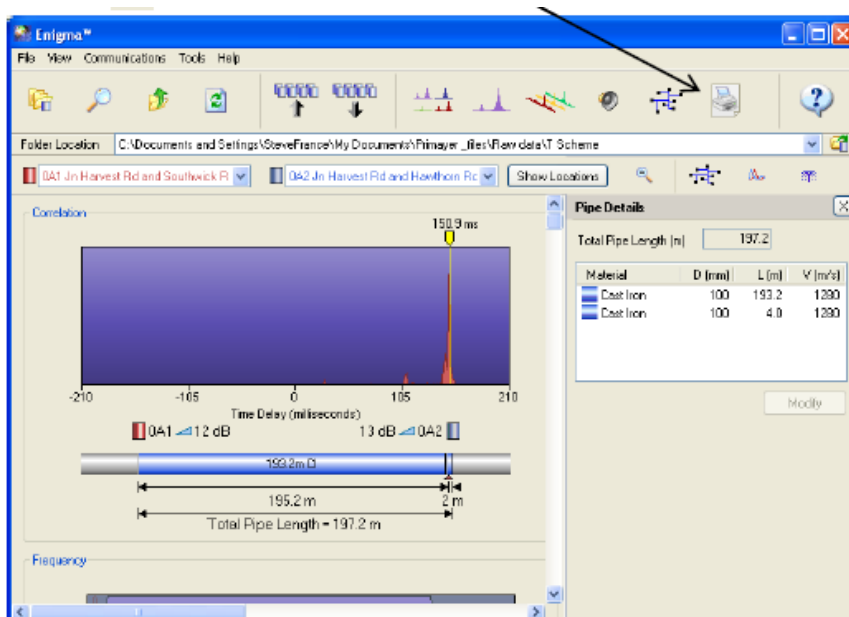 Enigma™
File View Communications Tools Help
Folder Location C:\Documents and Settings\SteveFrance\My Documents\Primayer _files\Raw data\T Scheme
0A1 Jn Harvest Rd and Southwick R 0A2 Jn Harvest Rd and Hawthorn Rc Show Locations
Correlation
150.9 ms
-210 -105 0 105 210
Time Delay (miliseconds)
0A1 12 dB 13 dB 0A2
193.2m CI
195.2 m 2 m
Total Pipe Length = 197.2 m
Frequency
Pipe Details
Total Pipe Length (m) 197.2
Material D (mm) L (m) V (m/s)
Cast Iron 100 193.2 1280
Cast Iron 100 4.0 1280
Modify